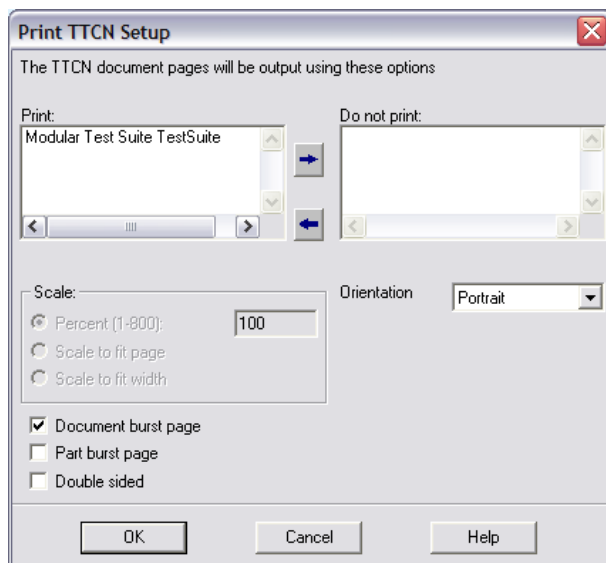 Print TTCN Setup
The TTCN document pages will be output using these options
Print:
Do not print:
Modular Test Suite TestSuite
Scale:
Orientation
Portrait
Percent (1-800):
100
Scale to fit page
Scale to fit width
Document burst page
Part burst page
Double sided
OK
Cancel
Help